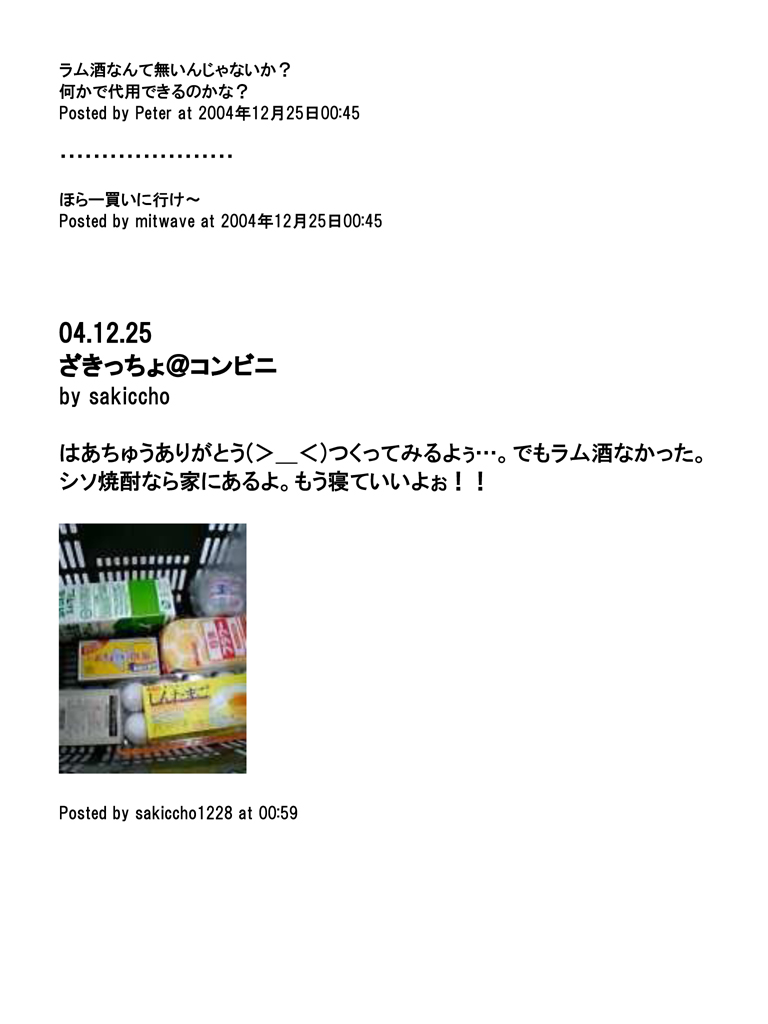 ラム酒なんて無いんじゃないか？
何かで代用できるのかな？
Posted by Peter at 2004年12月25日00:45
・・・・・・・・・・・・・・・・・・・・・
ほらー買いに行け～
Posted by mitwave at 2004年12月25日00:45
04.12.25
ざきっちょ＠コンビニ
by sakiccho
はあちゅうありがとう(＞＿＜)つくってみるよぅ…。でもラム酒なかった。
シソ焼酎なら家にあるよ。もう寝ていいよぉ！！
しんたまご
Posted by sakiccho1228 at 00:59